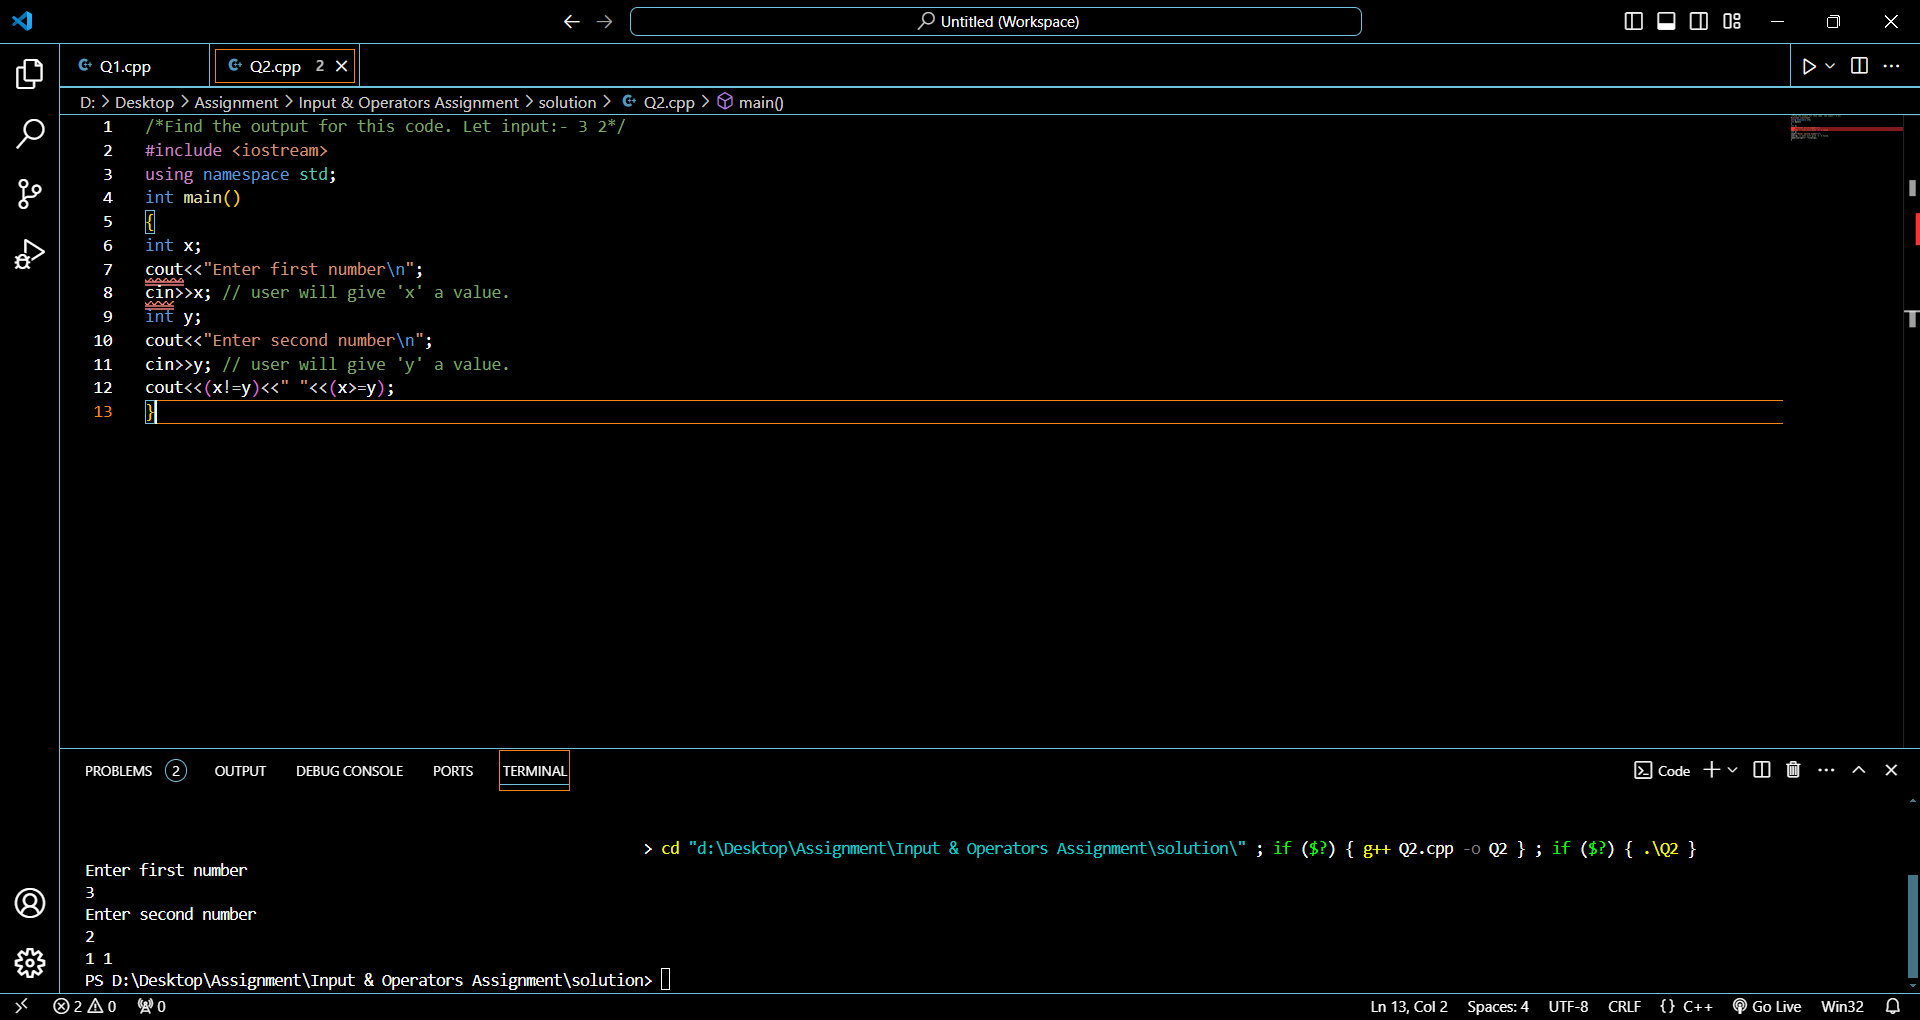 Untitled (Workspace)
Q1.cpp
Q2.cpp 2
D: > Desktop > Assignment > Input & Operators Assignment > solution > Q2.cpp > main()
1 /*Find the output for this code. Let input:- 3 2*/
2 #include <iostream>
3 using namespace std;
4 int main()
5 {
6 int x;
7 cout<<"Enter first number\n";
8 cin>>x; // user will give 'x' a value.
9 int y;
10 cout<<"Enter second number\n";
11 cin>>y; // user will give 'y' a value.
12 cout<<(x!=y)<<" "<<(x>=y);
13 }
PROBLEMS 2 OUTPUT DEBUG CONSOLE PORTS TERMINAL
Code
> cd "d:\Desktop\Assignment\Input & Operators Assignment\solution\" ; if ($?) { g++ Q2.cpp -o Q2 } ; if ($?) { .\Q2 }
Enter first number
3
Enter second number
2
1 1
PS D:\Desktop\Assignment\Input & Operators Assignment\solution>
2 0 0
Ln 13, Col 2 Spaces: 4 UTF-8 CRLF {} C++ Go Live Win32